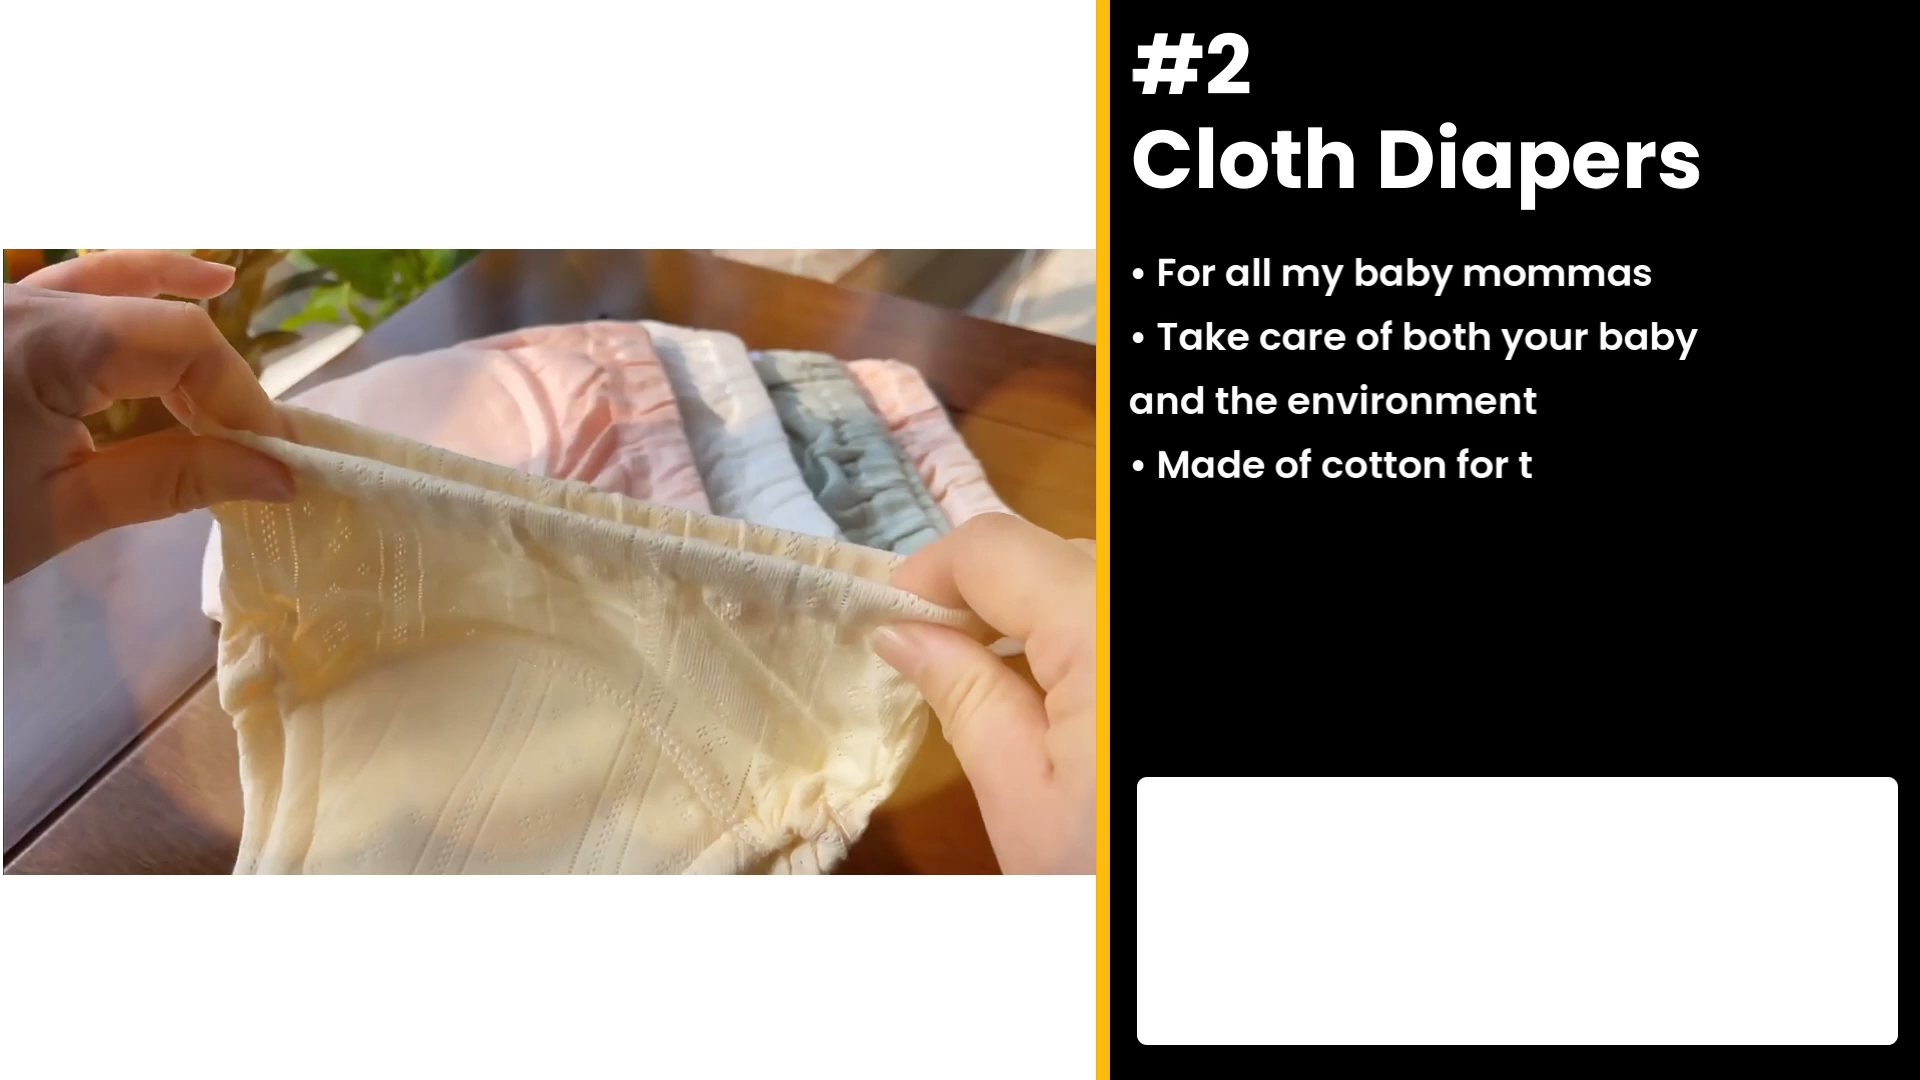 #2
Cloth Diapers
• For all my baby mommas
• Take care of both your baby
and the environment
• Made of cotton for t